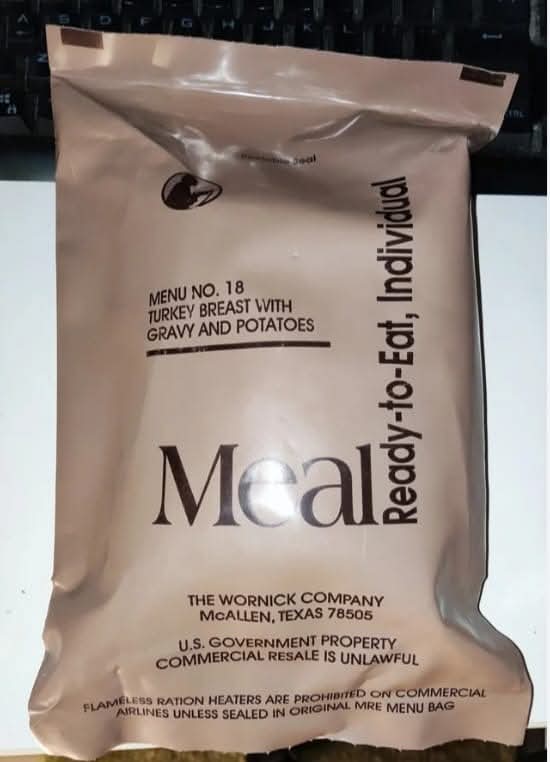 A S D F G H J K L
Seal
MENU NO. 18
TURKEY BREAST WITH
GRAVY AND POTATOES
Meal
Ready-to-Eat, Individual
THE WORNICK COMPANY
McALLEN, TEXAS 78505
U.S. GOVERNMENT PROPERTY
COMMERCIAL RESALE IS UNLAWFUL
FLAMELESS RATION HEATERS ARE PROHIBITED ON COMMERCIAL
AIRLINES UNLESS SEALED IN ORIGINAL MRE MENU BAG